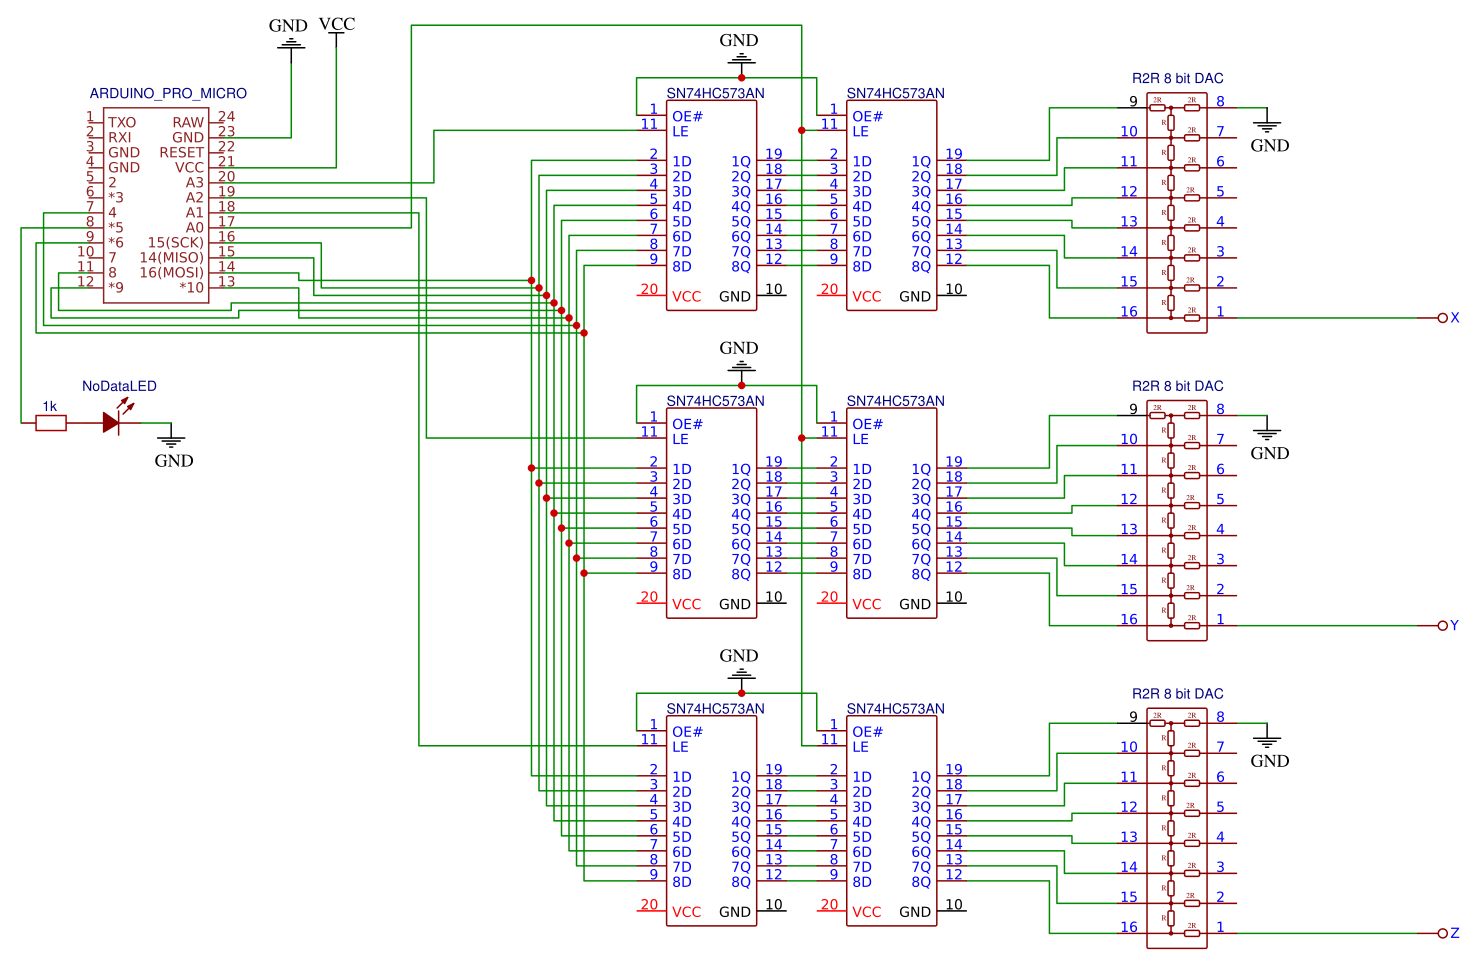 GND VCC
ARDUINO_PRO_MICRO
1 TXO RAW 24
2 RXI GND 23
3 GND RESET 22
4 GND VCC 21
5 2 A3 20
6 *3 A2 19
7 4 A1 18
8 *5 A0 17
9 *6 15(SCK) 16
10 7 14(MISO) 15
11 8 16(MOSI) 14
12 *9 *10 13
NoDataLED
1k
GND
GND
SN74HC573AN SN74HC573AN
1 OE# 1 OE#
11 LE 11 LE
2 1D 1Q 19 2 1D 1Q 19
3 2D 2Q 18 3 2D 2Q 18
4 3D 3Q 17 4 3D 3Q 17
5 4D 4Q 16 5 4D 4Q 16
6 5D 5Q 15 6 5D 5Q 15
7 6D 6Q 14 7 6D 6Q 14
8 7D 7Q 13 8 7D 7Q 13
9 8D 8Q 12 9 8D 8Q 12
20 VCC GND 10 20 VCC GND 10
R2R 8 bit DAC
9 2R 2R 8
R
GND
10 2R 7
R
11 2R 6
R
12 2R 5
R
13 2R 4
R
14 2R 3
R
15 2R 2
R
16 2R 1 X
GND
SN74HC573AN SN74HC573AN
1 OE# 1 OE#
11 LE 11 LE
2 1D 1Q 19 2 1D 1Q 19
3 2D 2Q 18 3 2D 2Q 18
4 3D 3Q 17 4 3D 3Q 17
5 4D 4Q 16 5 4D 4Q 16
6 5D 5Q 15 6 5D 5Q 15
7 6D 6Q 14 7 6D 6Q 14
8 7D 7Q 13 8 7D 7Q 13
9 8D 8Q 12 9 8D 8Q 12
20 VCC GND 10 20 VCC GND 10
R2R 8 bit DAC
9 2R 2R 8
R
GND
10 2R 7
R
11 2R 6
R
12 2R 5
R
13 2R 4
R
14 2R 3
R
15 2R 2
R
16 2R 1 Y
GND
SN74HC573AN SN74HC573AN
1 OE# 1 OE#
11 LE 11 LE
2 1D 1Q 19 2 1D 1Q 19
3 2D 2Q 18 3 2D 2Q 18
4 3D 3Q 17 4 3D 3Q 17
5 4D 4Q 16 5 4D 4Q 16
6 5D 5Q 15 6 5D 5Q 15
7 6D 6Q 14 7 6D 6Q 14
8 7D 7Q 13 8 7D 7Q 13
9 8D 8Q 12 9 8D 8Q 12
20 VCC GND 10 20 VCC GND 10
R2R 8 bit DAC
9 2R 2R 8
R
GND
10 2R 7
R
11 2R 6
R
12 2R 5
R
13 2R 4
R
14 2R 3
R
15 2R 2
R
16 2R 1 Z